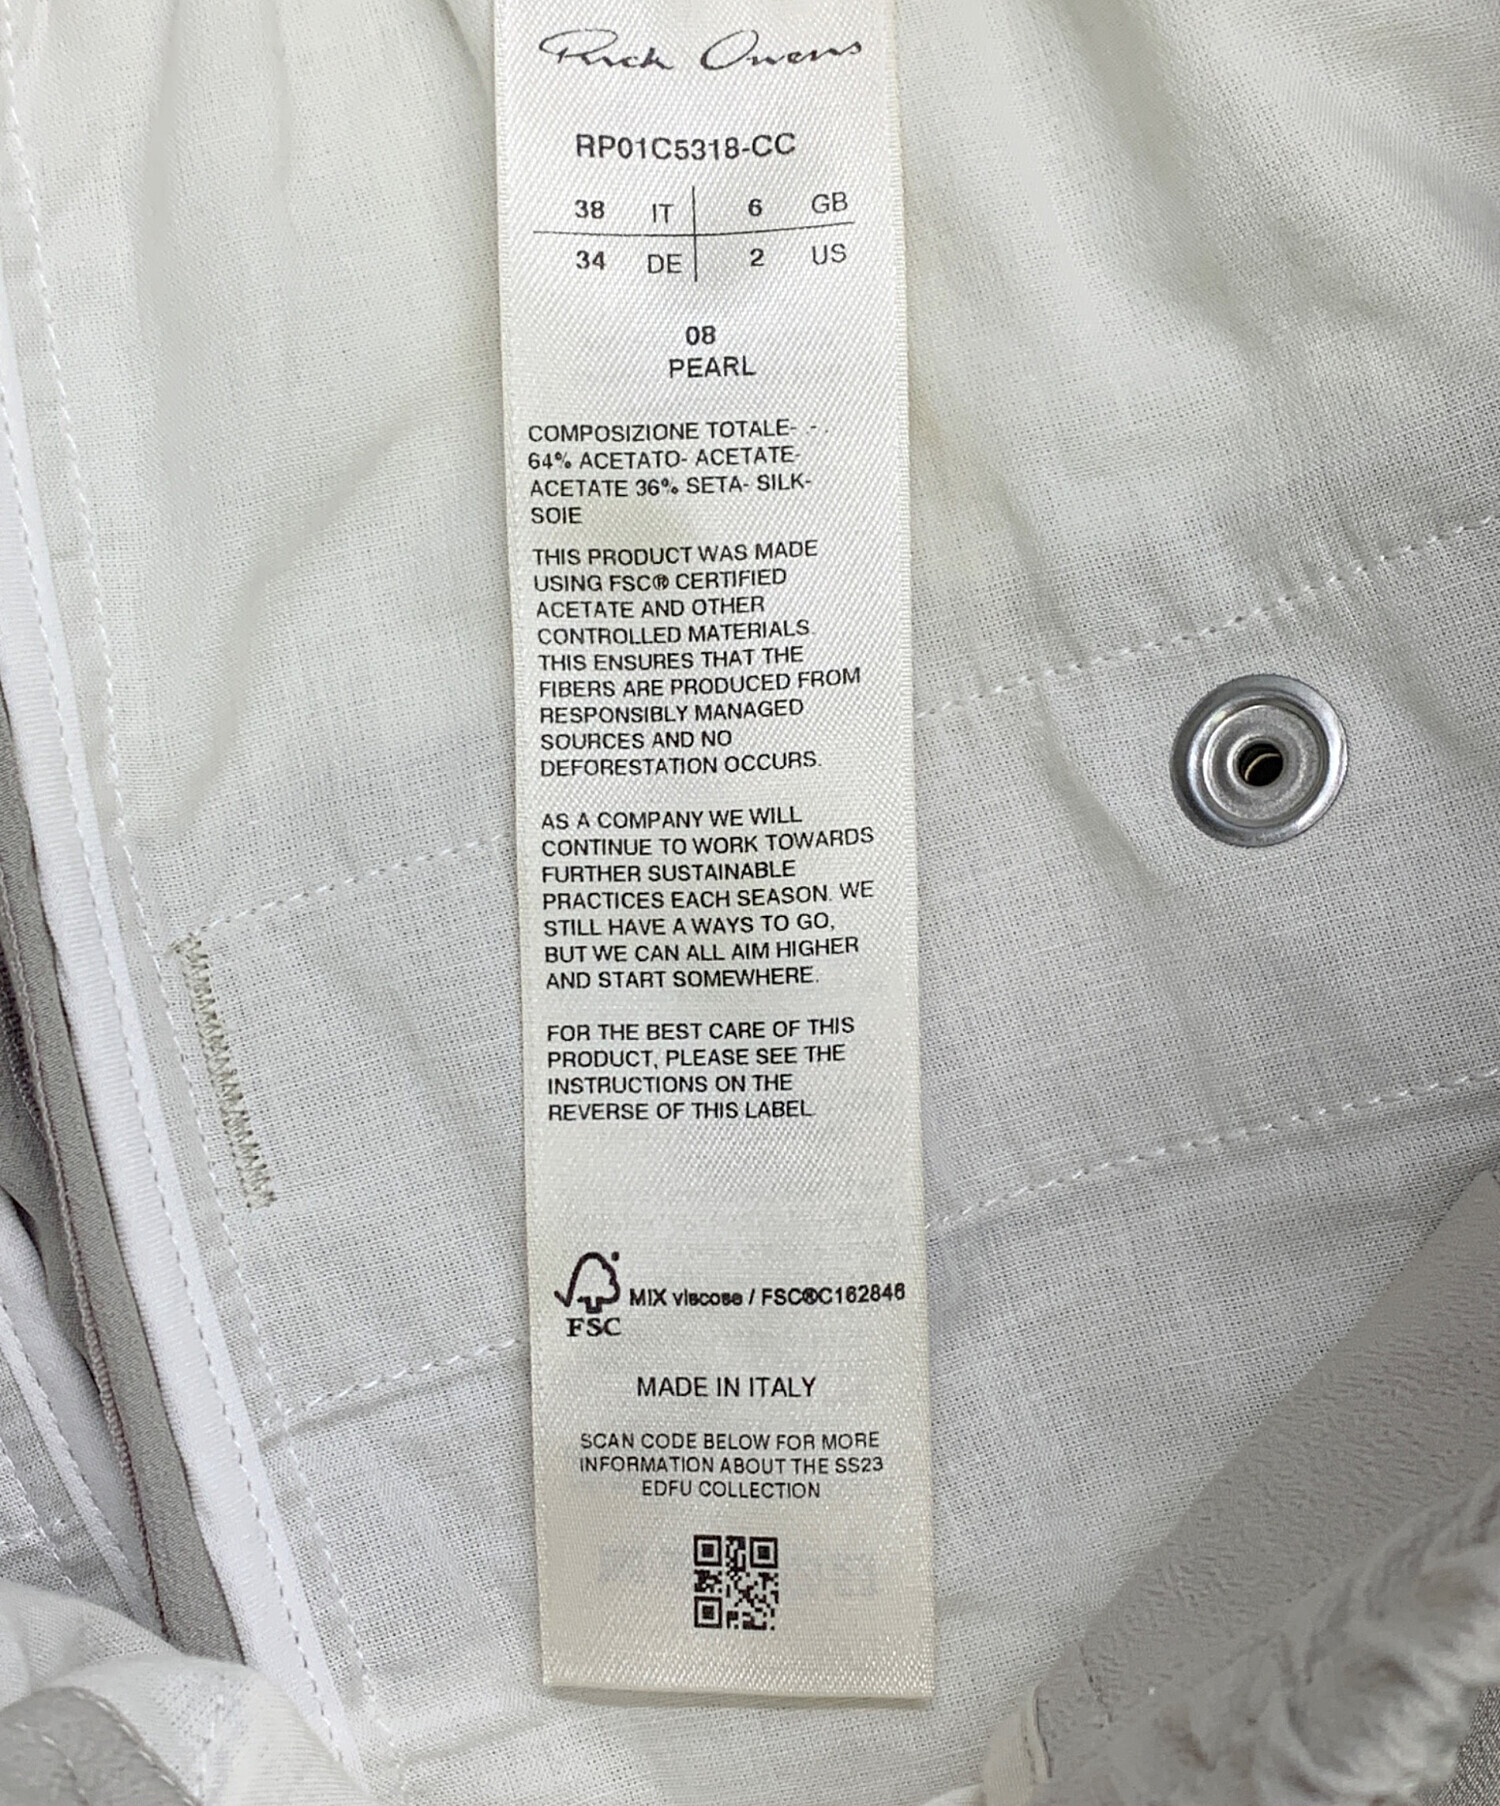 Rick Owens
RP01C5318-CC
38 IT 6 GB
34 DE 2 US
08
PEARL
COMPOSIZIONE TOTALE- - .
64% ACETATO- ACETATE-
ACETATE 36% SETA- SILK-
SOIE
THIS PRODUCT WAS MADE
USING FSC® CERTIFIED
ACETATE AND OTHER
CONTROLLED MATERIALS.
THIS ENSURES THAT THE
FIBERS ARE PRODUCED FROM
RESPONSIBLY MANAGED
SOURCES AND NO
DEFORESTATION OCCURS.
AS A COMPANY WE WILL
CONTINUE TO WORK TOWARDS
FURTHER SUSTAINABLE
PRACTICES EACH SEASON. WE
STILL HAVE A WAYS TO GO,
BUT WE CAN ALL AIM HIGHER
AND START SOMEWHERE.
FOR THE BEST CARE OF THIS
PRODUCT, PLEASE SEE THE
INSTRUCTIONS ON THE
REVERSE OF THIS LABEL.
MIX viscose / FSC®C162846
FSC
MADE IN ITALY
SCAN CODE BELOW FOR MORE
INFORMATION ABOUT THE SS23
EDFU COLLECTION